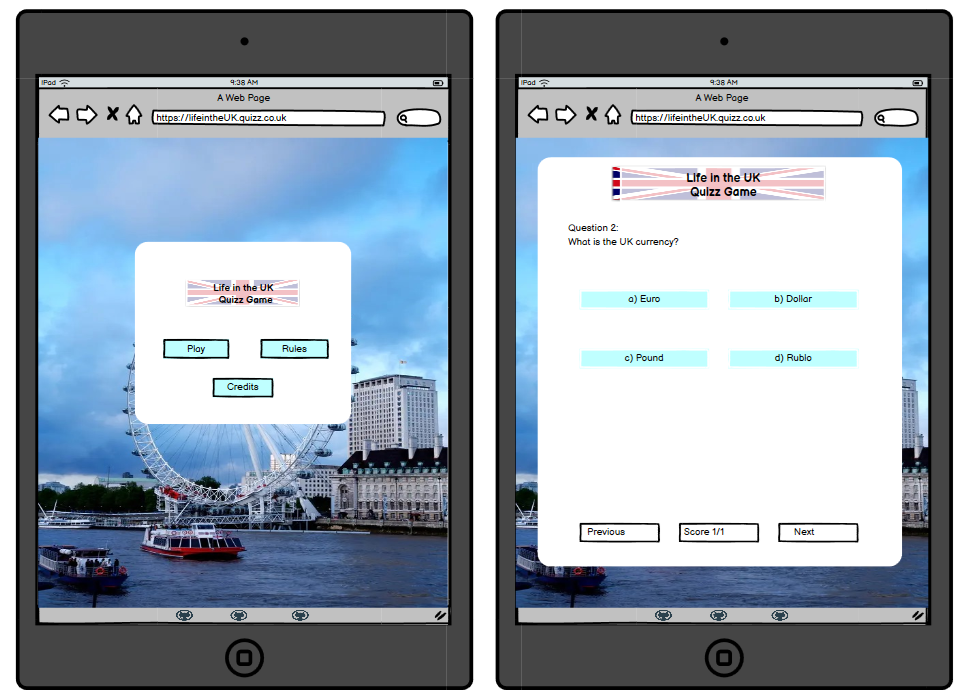 iPad
9:38 AM
A Web Page
https://lifeintheUK.quizz.co.uk
Life in the UK
Quizz Game
Play
Rules
Credits
iPad
9:38 AM
A Web Page
https://lifeintheUK.quizz.co.uk
Life in the UK
Quizz Game
Question 2:
What is the UK currency?
a) Euro
b) Dollar
c) Pound
d) Rublo
Previous
Score 1/1
Next